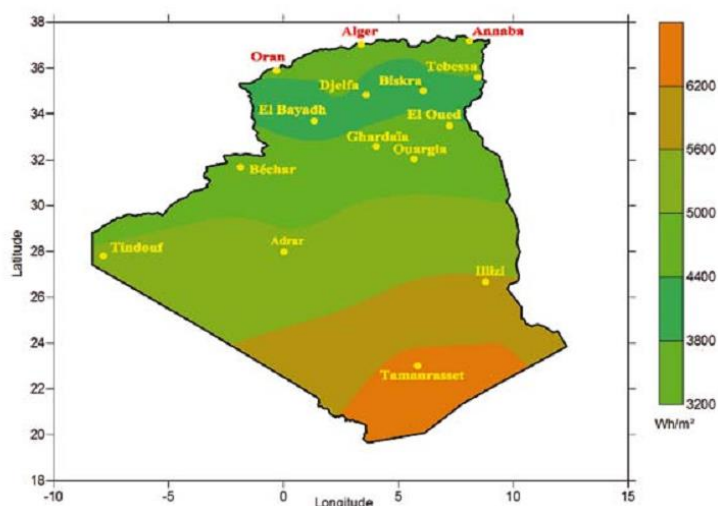 38
36
34
32
30
28
26
24
22
20
18
Latitude
-10
-5
0
5
10
15
Longitude
Alger
Annaba
Oran
Tebessa
Djelfa
Biskra
El Bayadh
El Oued
Ghardaïa
Ouargla
Béchar
Tindouf
Adrar
Illizi
Tamanrasset
6200
5600
5000
4400
3800
3200
Wh/m²